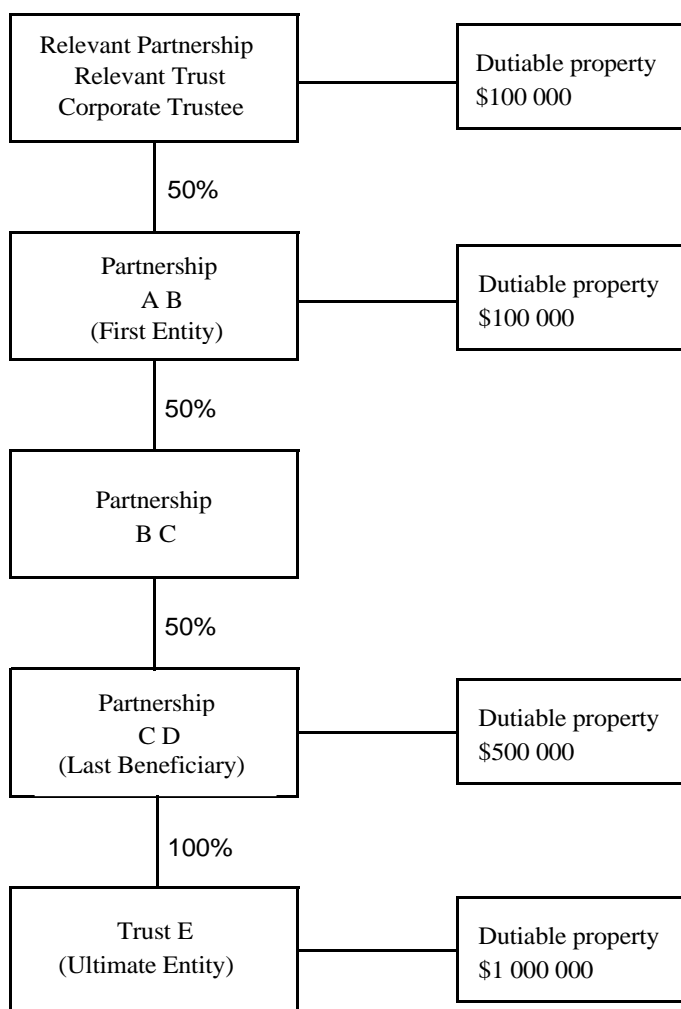 Relevant Partnership
Relevant Trust
Corporate Trustee
Dutiable property
$100 000
50%
Partnership
A B
(First Entity)
Dutiable property
$100 000
50%
Partnership
B C
50%
Partnership
C D
(Last Beneficiary)
Dutiable property
$500 000
100%
Trust E
(Ultimate Entity)
Dutiable property
$1 000 000